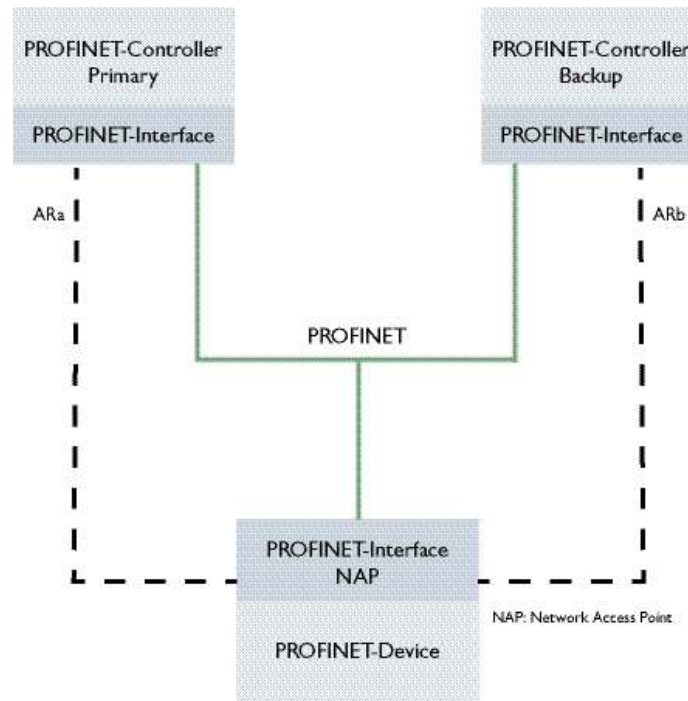 PROFINET-Controller
Primary
PROFINET-Interface
PROFINET-Controller
Backup
PROFINET-Interface
ARa
ARb
PROFINET
PROFINET-Interface
NAP
NAP: Network Access Point
PROFINET-Device